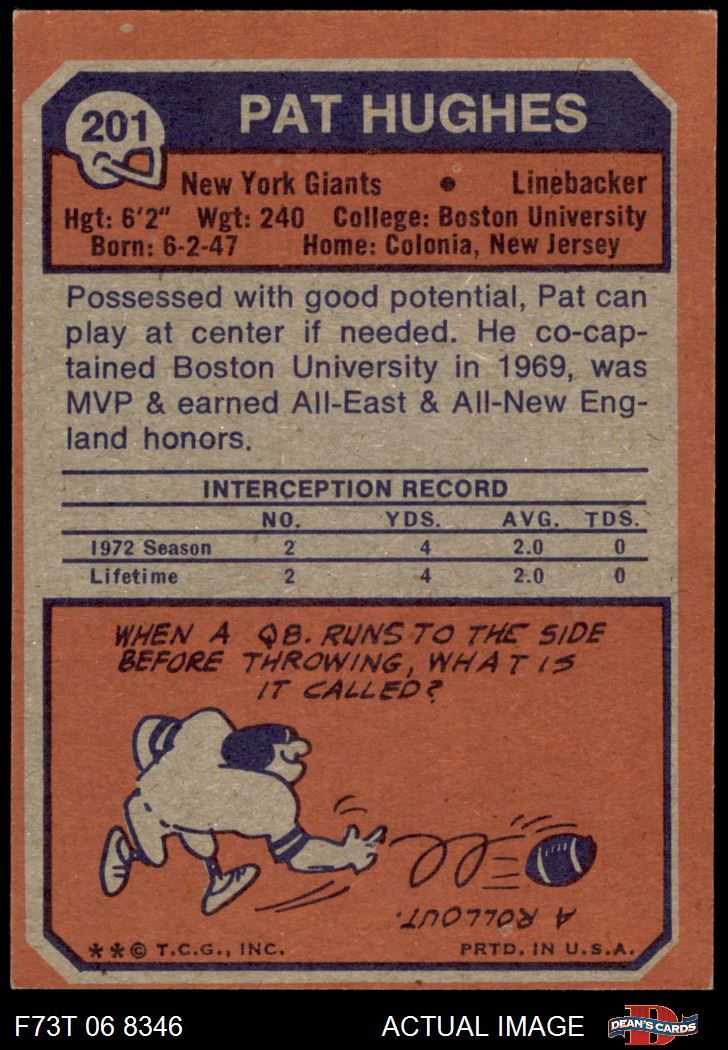 201
PAT HUGHES
New York Giants • Linebacker
Hgt: 6'2" Wgt: 240 College: Boston University
Born: 6-2-47 Home: Colonia, New Jersey
Possessed with good potential, Pat can
play at center if needed. He co-cap-
tained Boston University in 1969, was
MVP & earned All-East & All-New Eng-
land honors.
INTERCEPTION RECORD
NO. YDS. AVG. TDS.
1972 Season 2 4 2.0 0
Lifetime 2 4 2.0 0
WHEN A QB. RUNS TO THE SIDE
BEFORE THROWING, WHAT IS
IT CALLED?
A ROLLOUT.
**© T.C.G., INC. PRTD. IN U.S.A.
F73T 06 8346 ACTUAL IMAGE DEAN'S CARDS